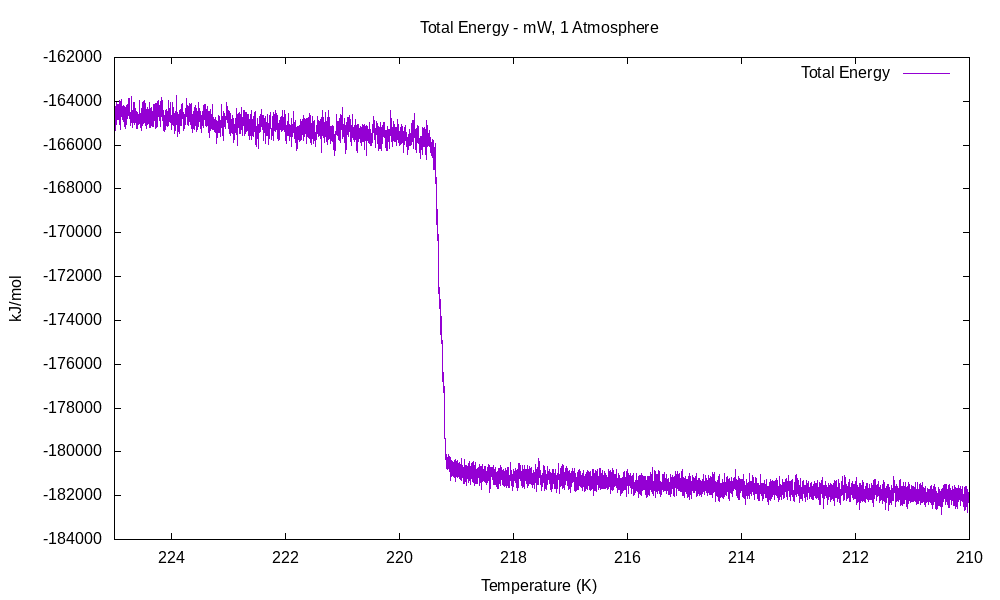 Total Energy - mW, 1 Atmosphere
Total Energy
-162000
-164000
-166000
-168000
-170000
-172000
-174000
-176000
-178000
-180000
-182000
-184000
kJ/mol
224 222 220 218 216 214 212 210
Temperature (K)